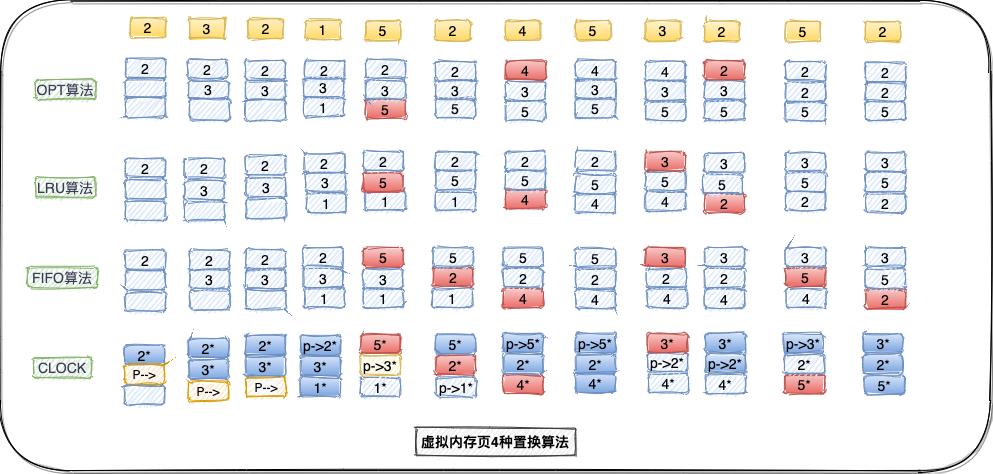 2 3 2 1 5 2 4 5 3 2 5 2
OPT算法
2 2 2 2 2 2 4 4 4 2 2 2
3 3 3 3 3 3 3 3 3 2 2
1 5 5 5 5 5 5 5 5
LRU算法
2 2 2 2 2 2 2 2 3 3 3 3
3 3 3 5 5 5 5 5 5 5 5
1 1 1 4 4 4 2 2 2
FIFO算法
2 2 2 2 5 5 5 5 3 3 3 3
3 3 3 3 2 2 2 2 2 5 5
1 1 1 4 4 4 4 4 2
CLOCK
2* 2* 2* p->2* 5* 5* p->5* p->5* 3* 3* p->3* 3*
P--> 3* 3* 3* p->3* 2* 2* 2* p->2* p->2* 2* 2*
P--> P--> 1* 1* p->1* 4* 4* 4* 4* 5* 5*
虚拟内存页4种置换算法